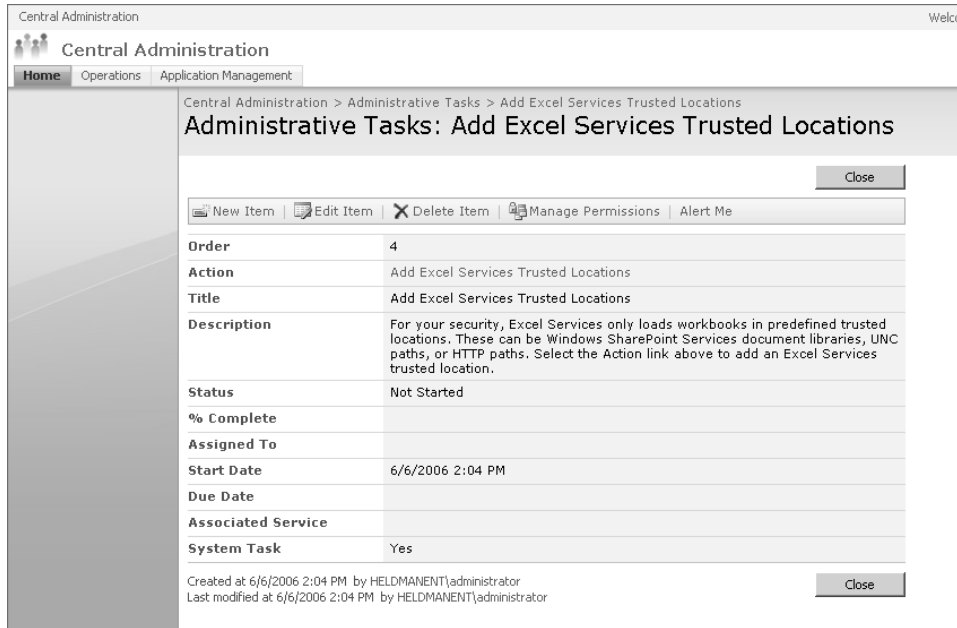 Central Administration
Central Administration
Home Operations Application Management
Central Administration > Administrative Tasks > Add Excel Services Trusted Locations
Administrative Tasks: Add Excel Services Trusted Locations
Close
New Item | Edit Item | Delete Item | Manage Permissions | Alert Me
Order 4
Action Add Excel Services Trusted Locations
Title Add Excel Services Trusted Locations
Description For your security, Excel Services only loads workbooks in predefined trusted
locations. These can be Windows SharePoint Services document libraries, UNC
paths, or HTTP paths. Select the Action link above to add an Excel Services
trusted location.
Status Not Started
% Complete
Assigned To
Start Date 6/6/2006 2:04 PM
Due Date
Associated Service
System Task Yes
Created at 6/6/2006 2:04 PM by HELDMANENT\administrator
Close
Last modified at 6/6/2006 2:04 PM by HELDMANENT\administrator